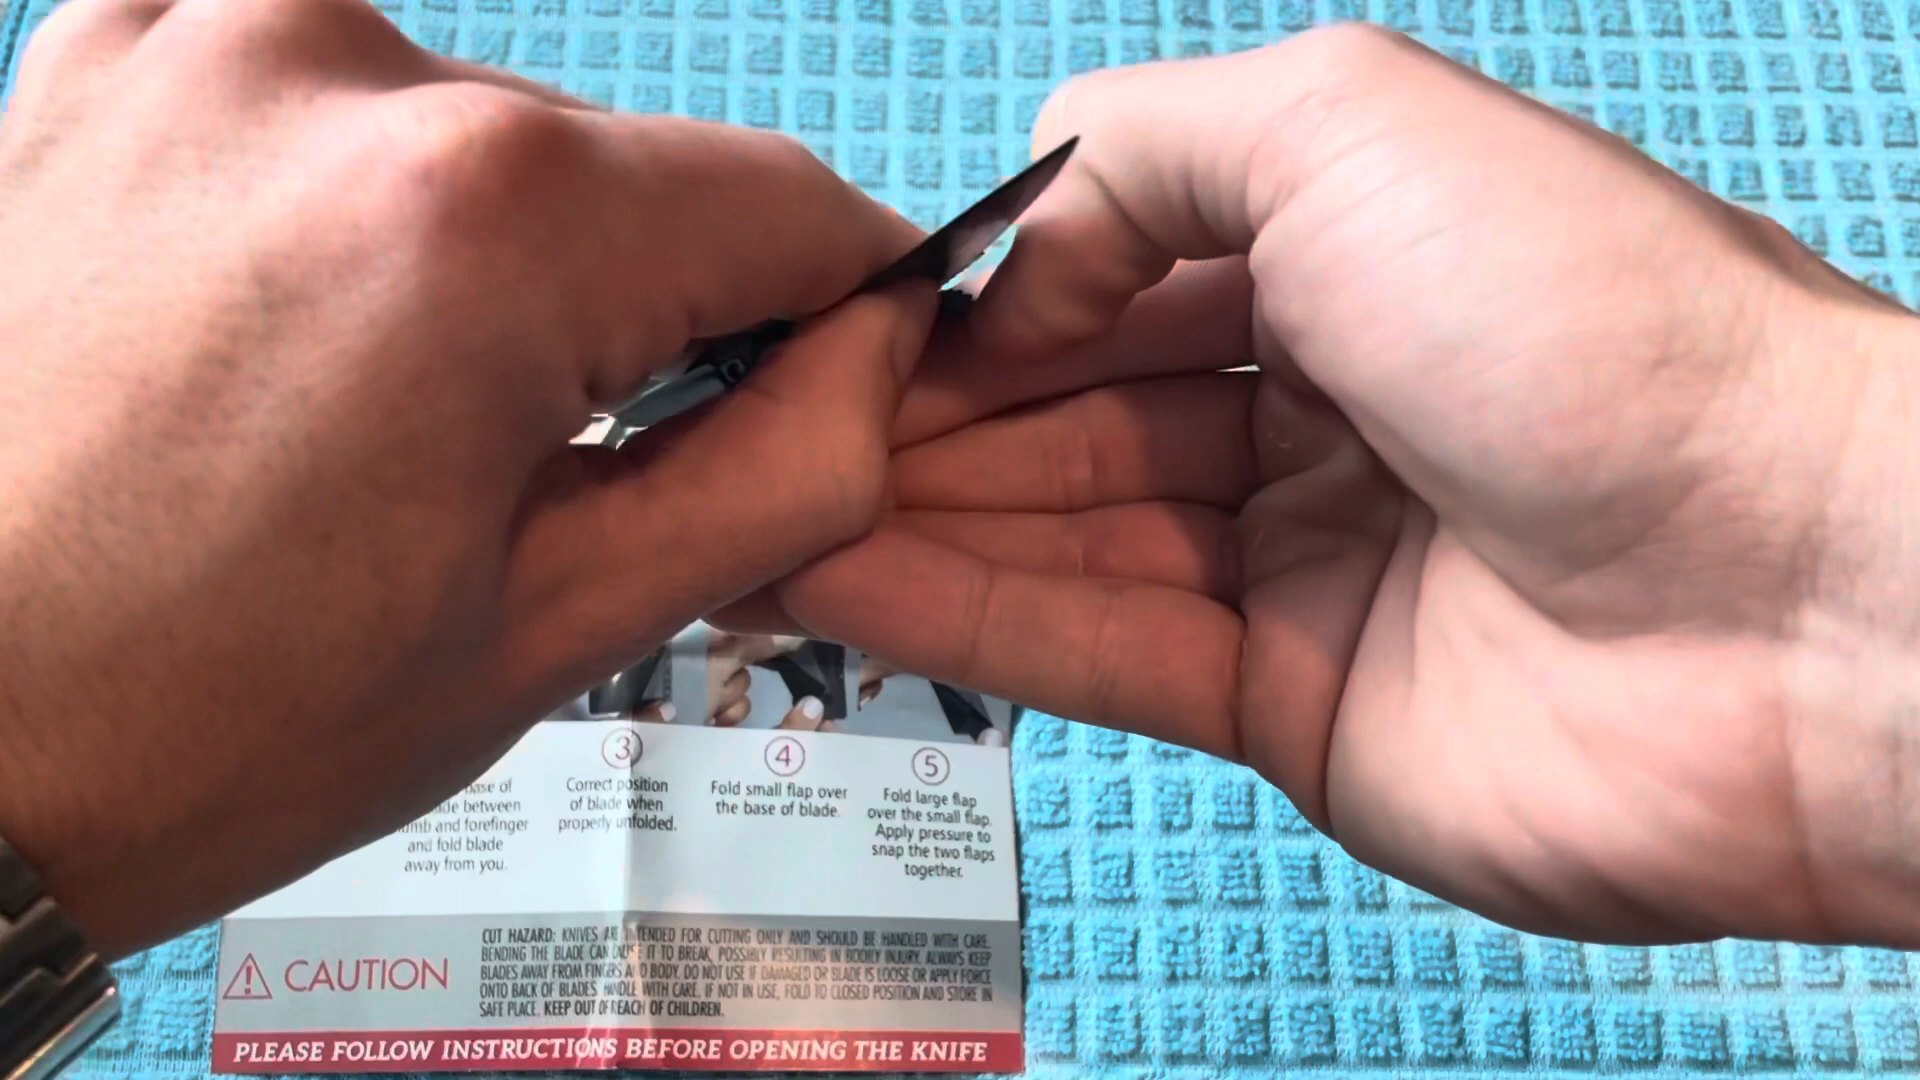 3
4
5
base of
between
and forefinger
and fold blade
away from you.
Correct position
of blade when
properly unfolded.
Fold small flap over
the base of blade.
Fold large flap
over the small flap.
Apply pressure to
snap the two flaps
together.
CAUTION
CUT HAZARD: KNIVES ARE INTENDED FOR CUTTING ONLY AND SHOULD BE HANDLED WITH CARE.
BENDING THE BLADE CAN CAUSE IT TO BREAK, POSSIBLY RESULTING IN BODILY INJURY. ALWAYS KEEP
BLADES AWAY FROM FINGERS AND BODY. DO NOT USE IF DAMAGED OR BLADE IS LOOSE OR APPLY FORCE
ONTO BACK OF BLADES. HANDLE WITH CARE. IF NOT IN USE, FOLD TO CLOSED POSITION AND STORE IN
SAFE PLACE. KEEP OUT OF REACH OF CHILDREN.
PLEASE FOLLOW INSTRUCTIONS BEFORE OPENING THE KNIFE